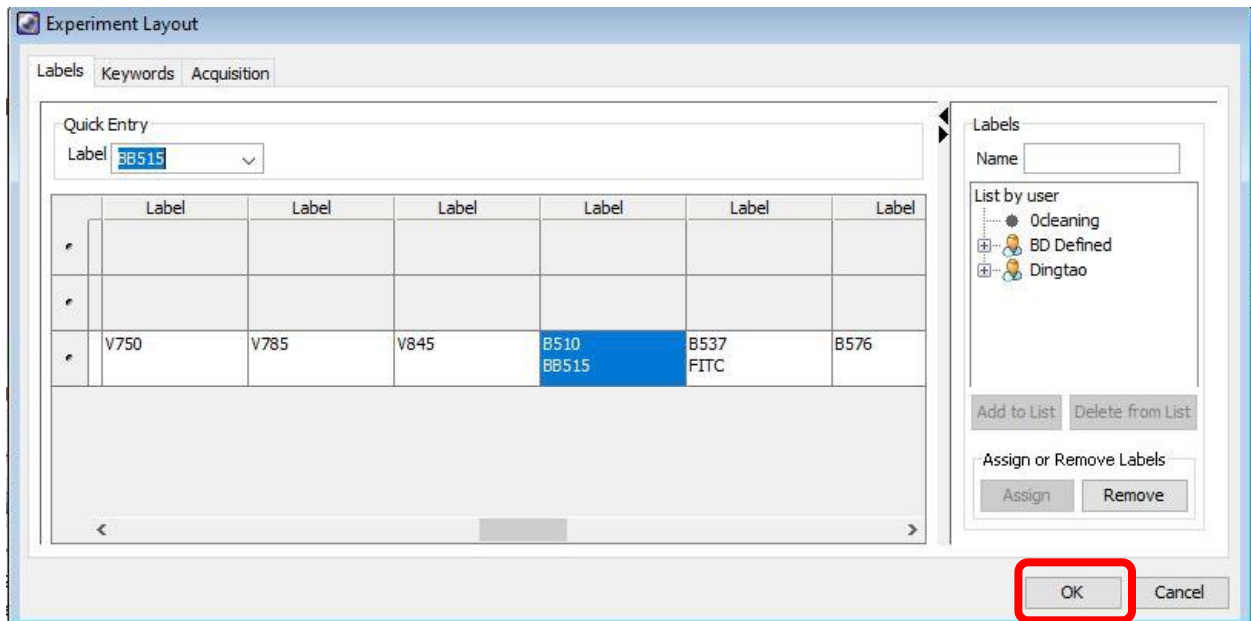 Experiment Layout
Labels Keywords Acquisition
Quick Entry
Label BB515
Label Label Label Label Label Label
V750 V785 V845 B510 B537 B576
BB515 FITC
Labels
Name
List by user
0cleaning
BD Defined
Dingtao
Add to List Delete from List
Assign or Remove Labels
Assign Remove
OK Cancel